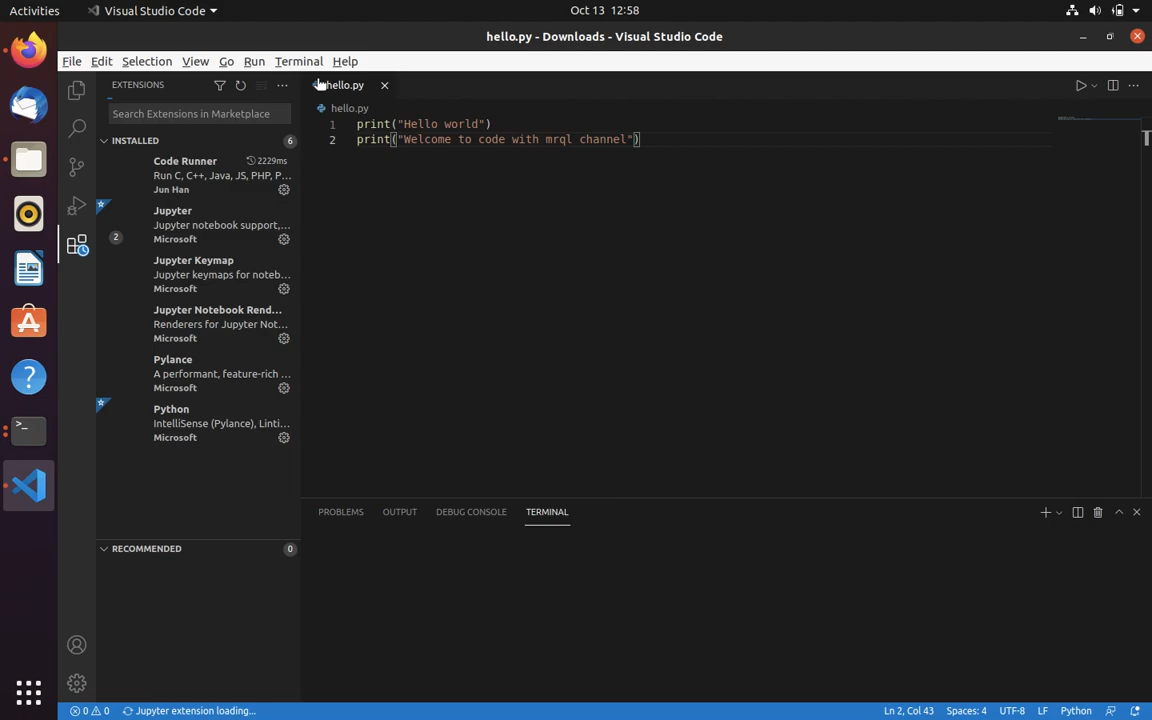 Activities
Visual Studio Code
Oct 13 12:58
hello.py - Downloads - Visual Studio Code
File Edit Selection View Go Run Terminal Help
EXTENSIONS
hello.py
Search Extensions in Marketplace
hello.py
1 print("Hello world")
2 print("Welcome to code with mrql channel")
INSTALLED 6
Code Runner 2229ms
Run C, C++, Java, JS, PHP, P...
Jun Han
Jupyter
Jupyter notebook support,...
2 Microsoft
Jupyter Keymap
Jupyter keymaps for noteb...
Microsoft
Jupyter Notebook Rend...
Renderers for Jupyter Not...
Microsoft
Pylance
A performant, feature-rich ...
Microsoft
Python
IntelliSense (Pylance), Linti...
Microsoft
PROBLEMS OUTPUT DEBUG CONSOLE TERMINAL
RECOMMENDED 0
0 0 Jupyter extension loading...
Ln 2, Col 43 Spaces: 4 UTF-8 LF Python